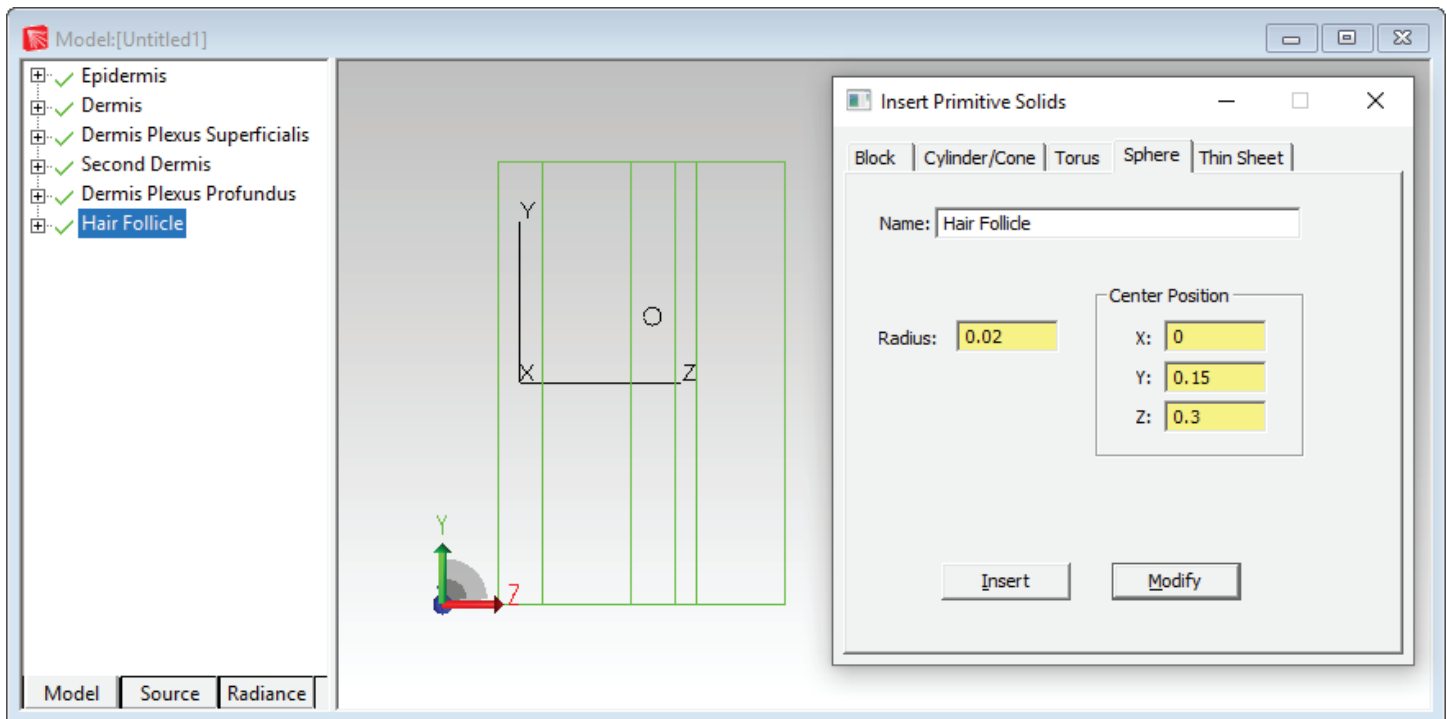 Model:[Untitled1]
Epidermis
Dermis
Dermis Plexus Superficialis
Second Dermis
Dermis Plexus Profundus
Hair Follicle
Model Source Radiance
Y
X Z
Y
Z
Insert Primitive Solids
Block Cylinder/Cone Torus Sphere Thin Sheet
Name: Hair Follicle
Center Position
Radius: 0.02 X: 0
Y: 0.15
Z: 0.3
Insert Modify